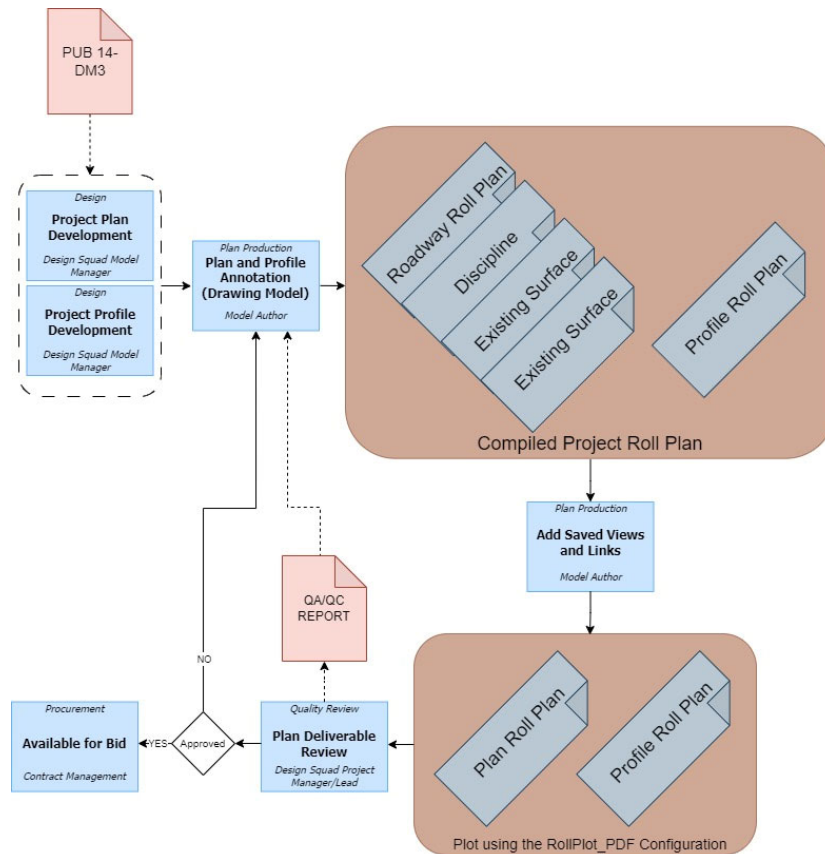 PUB 14-
DM3
Design
Project Plan
Development
Design Squad Model
Manager
Design
Project Profile
Development
Design Squad Model
Manager
Plan Production
Plan and Profile
Annotation
(Drawing Model)
Model Author
Roadway Roll Plan
Discipline
Existing Surface
Existing Surface
Profile Roll Plan
Compiled Project Roll Plan
Plan Production
Add Saved Views
and Links
Model Author
Plan Roll Plan
Profile Roll Plan
Plot using the RollPlot_PDF Configuration
QA/QC
REPORT
Quality Review
Plan Deliverable
Review
Design Squad Project
Manager/Lead
Approved
NO
YES
Procurement
Available for Bid
Contract Management